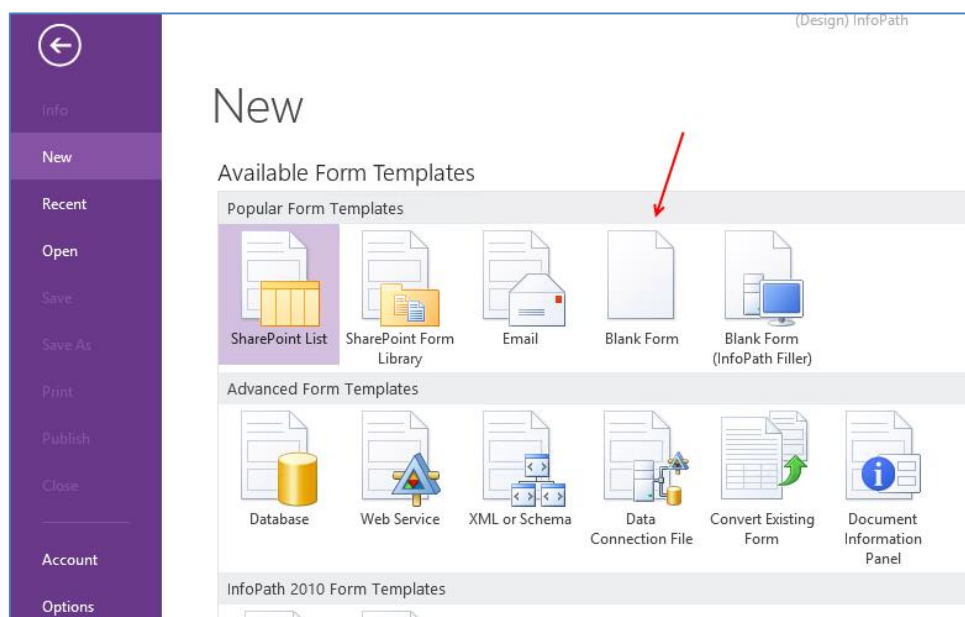 (Design) InfoPath
Info
New
Recent
Open
Save
Save As
Print
Publish
Close
Account
Options
New
Available Form Templates
Popular Form Templates
SharePoint List
SharePoint Form
Library
Email
Blank Form
Blank Form
(InfoPath Filler)
Advanced Form Templates
Database
Web Service
XML or Schema
Data
Connection File
Convert Existing
Form
Document
Information
Panel
InfoPath 2010 Form Templates